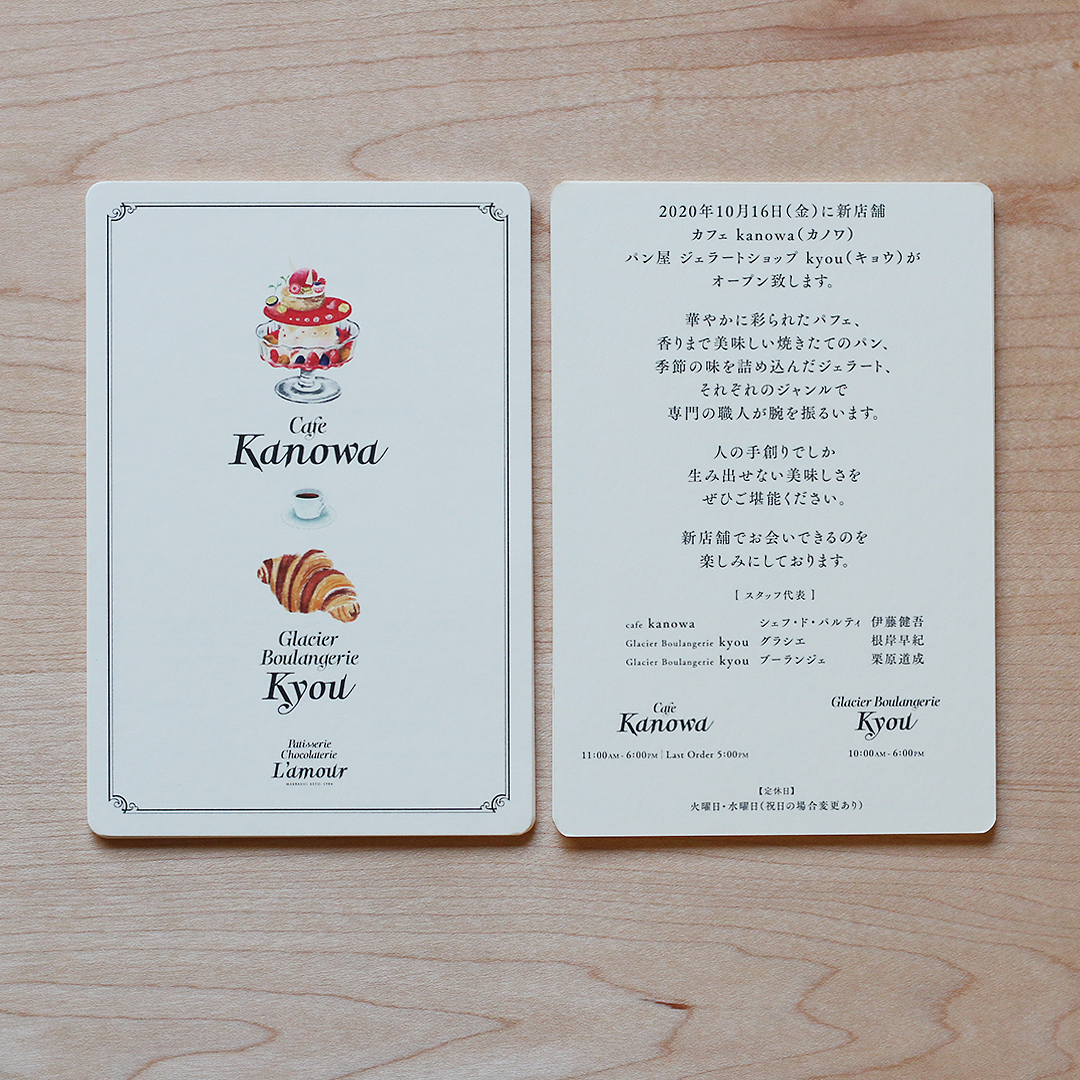 Cafe
Kanowa
Glacier
Boulangerie
Kyou
Patisserie
Chocolaterie
L'amour
2020年10月16日(金)に新店舗
カフェ kanowa(カノワ)
パン屋 ジェラートショップ kyou(キョウ)が
オープン致します。
華やかに彩られたパフェ、
香りまで美味しい焼きたてのパン、
季節の味を詰め込んだジェラート、
それぞれのジャンルで
専門の職人が腕を振るいます。
人の手創りでしか
生み出せない美味しさを
ぜひご堪能ください。
新店舗でお会いできるのを
楽しみにしております。
[ スタッフ代表 ]
cafe kanowa シェフ・ド・パルティ 伊藤健吾
Glacier Boulangerie kyou グラシエ 根岸早紀
Glacier Boulangerie kyou ブーランジェ 栗原道成
Cafe
Kanowa
11:00AM - 6:00PM | Last Order 5:00PM
Glacier Boulangerie
Kyou
10:00AM - 6:00PM
【定休日】
火曜日・水曜日(祝日の場合変更あり)